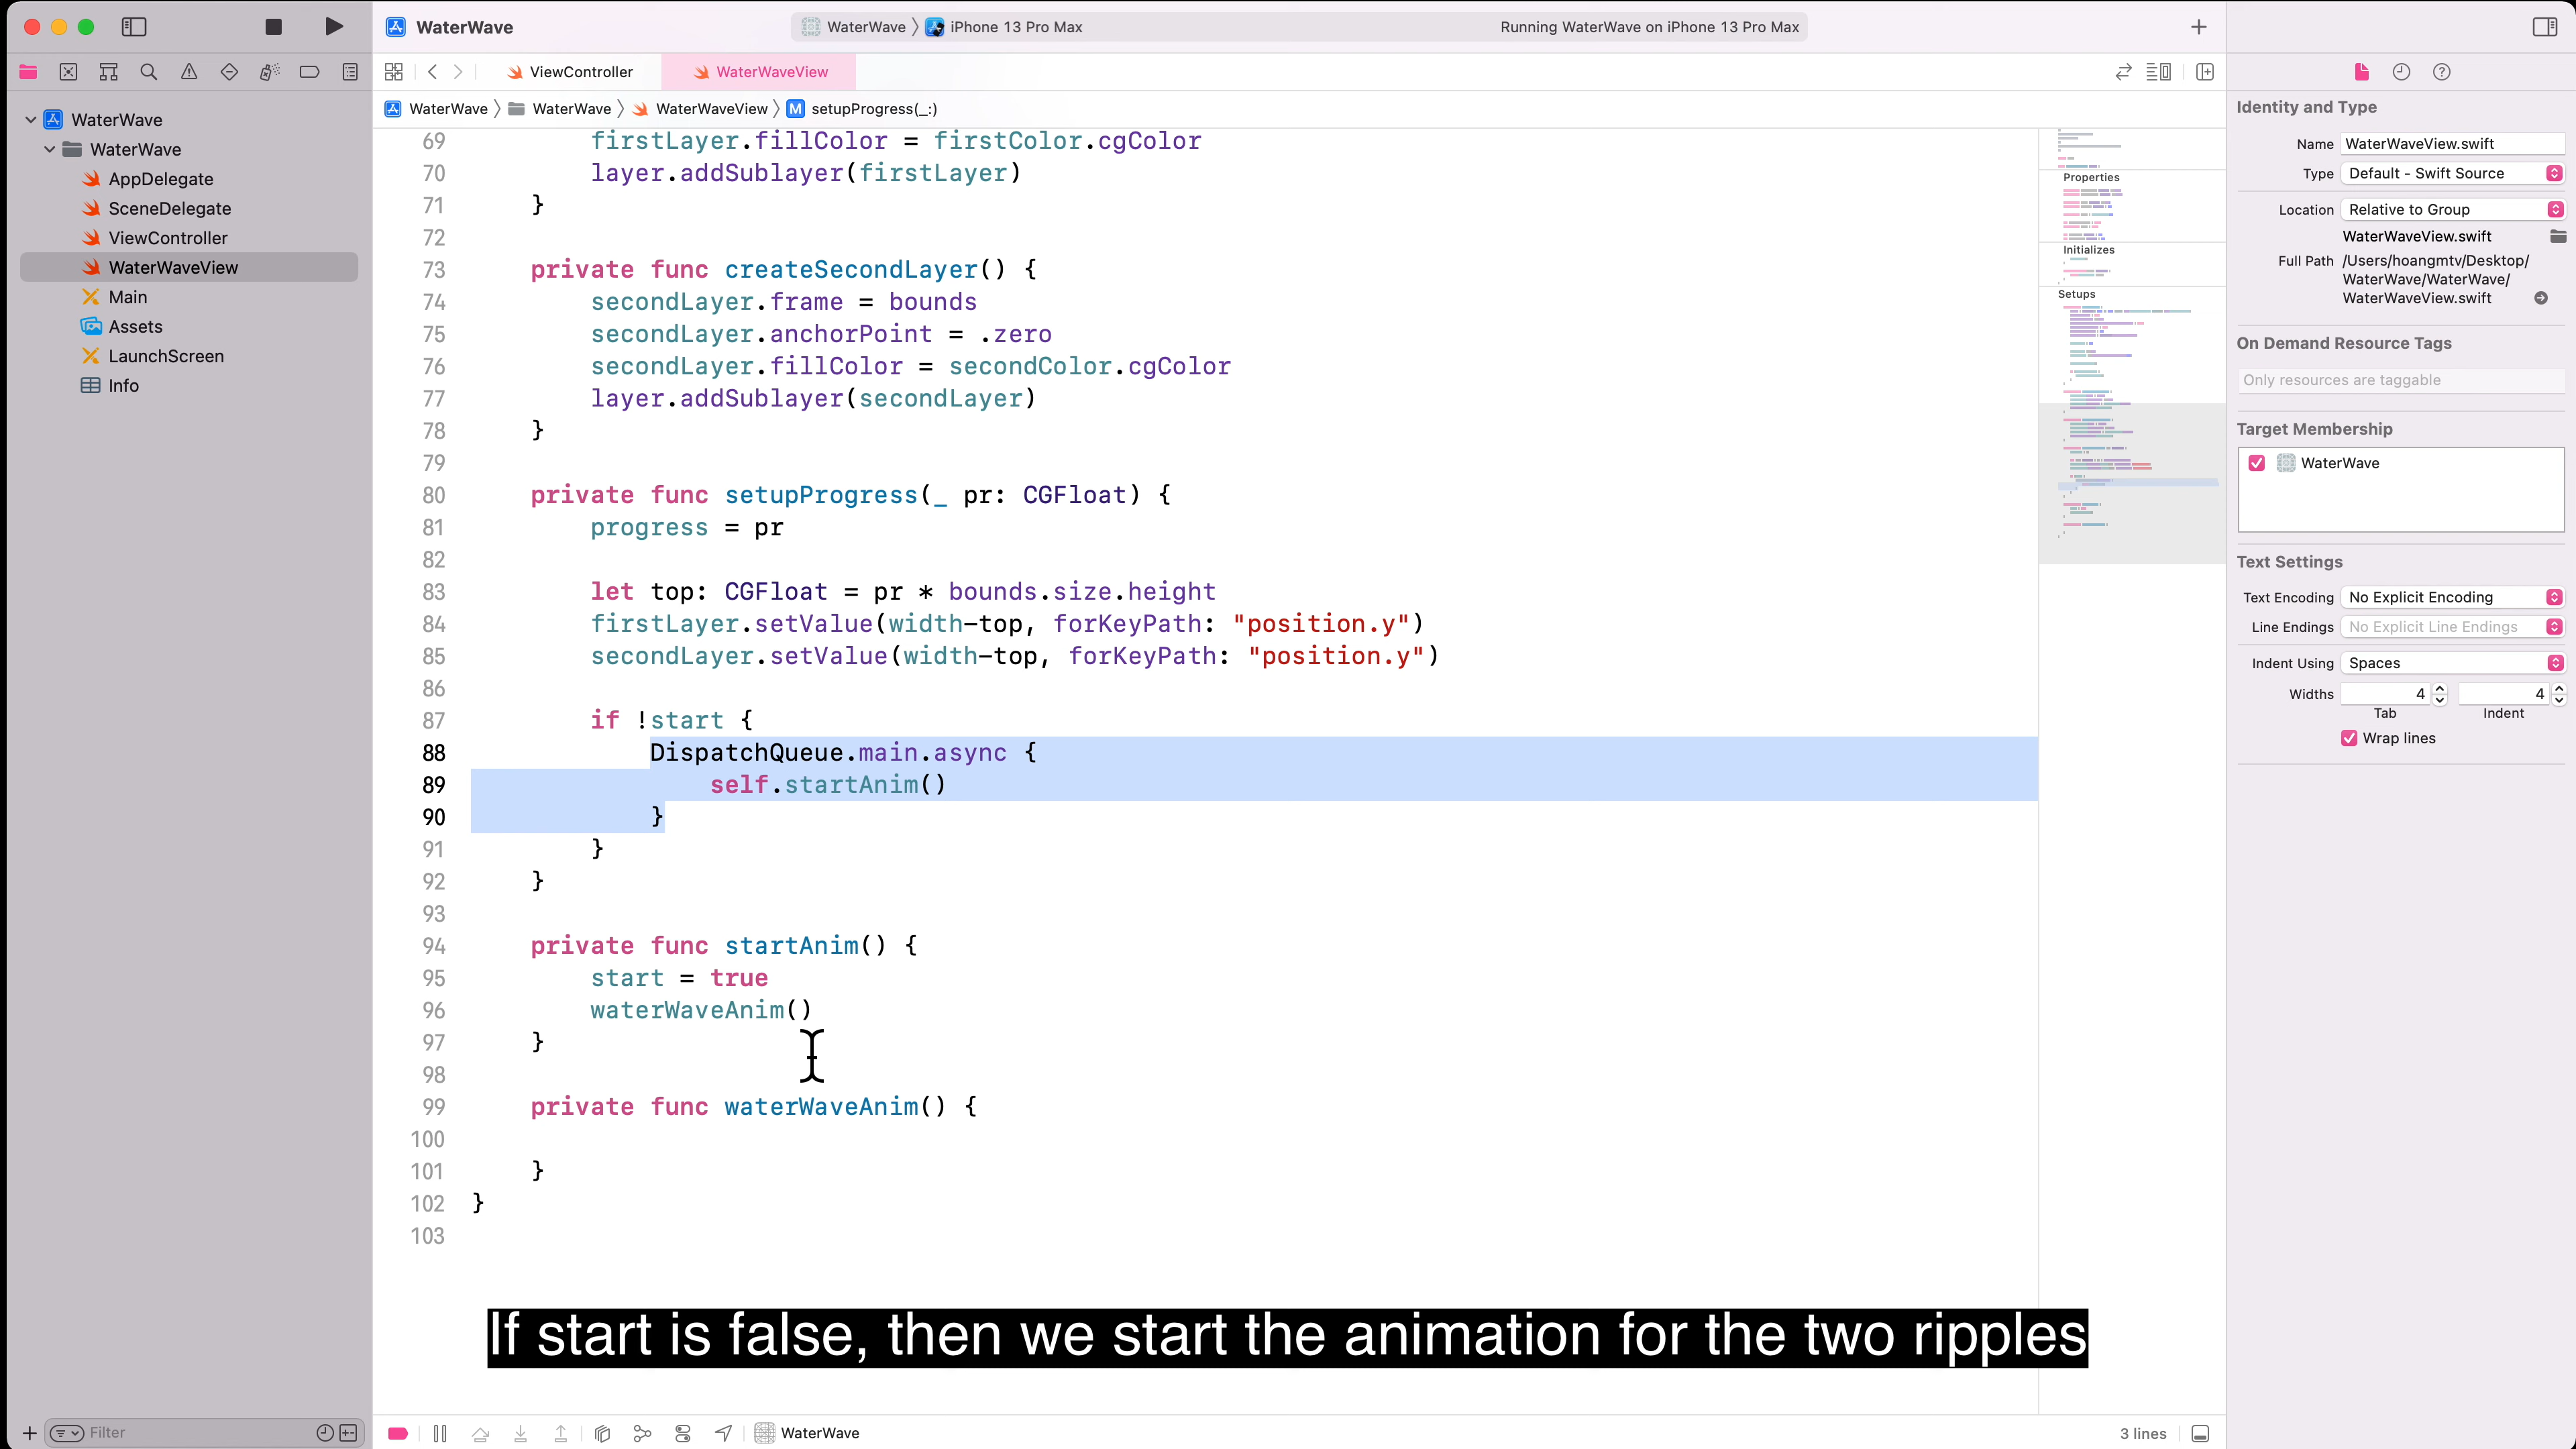 WaterWave
WaterWave
iPhone 13 Pro Max
Running WaterWave on iPhone 13 Pro Max
ViewController
WaterWaveView
WaterWave
WaterWave
WaterWaveView
M
setupProgress(_:)
WaterWave
WaterWave
AppDelegate
SceneDelegate
ViewController
WaterWaveView
Main
Assets
LaunchScreen
Info
Filter
69 firstLayer.fillColor = firstColor.cgColor
70 layer.addSublayer(firstLayer)
71 }
72
73 private func createSecondLayer() {
74 secondLayer.frame = bounds
75 secondLayer.anchorPoint = .zero
76 secondLayer.fillColor = secondColor.cgColor
77 layer.addSublayer(secondLayer)
78 }
79
80 private func setupProgress(_ pr: CGFloat) {
81 progress = pr
82
83 let top: CGFloat = pr * bounds.size.height
84 firstLayer.setValue(width-top, forKeyPath: "position.y")
85 secondLayer.setValue(width-top, forKeyPath: "position.y")
86
87 if !start {
88 DispatchQueue.main.async {
89 self.startAnim()
90 }
91 }
92 }
93
94 private func startAnim() {
95 start = true
96 waterWaveAnim()
97 }
98
99 private func waterWaveAnim() {
100
101 }
102 }
103
If start is false, then we start the animation for the two ripples
WaterWave
3 lines
Properties
Initializes
Setups
Identity and Type
Name WaterWaveView.swift
Type Default - Swift Source
Location Relative to Group
WaterWaveView.swift
Full Path /Users/hoangmtv/Desktop/
WaterWave/WaterWave/
WaterWaveView.swift
On Demand Resource Tags
Only resources are taggable
Target Membership
WaterWave
Text Settings
Text Encoding No Explicit Encoding
Line Endings No Explicit Line Endings
Indent Using Spaces
Widths 4 4
Tab Indent
Wrap lines